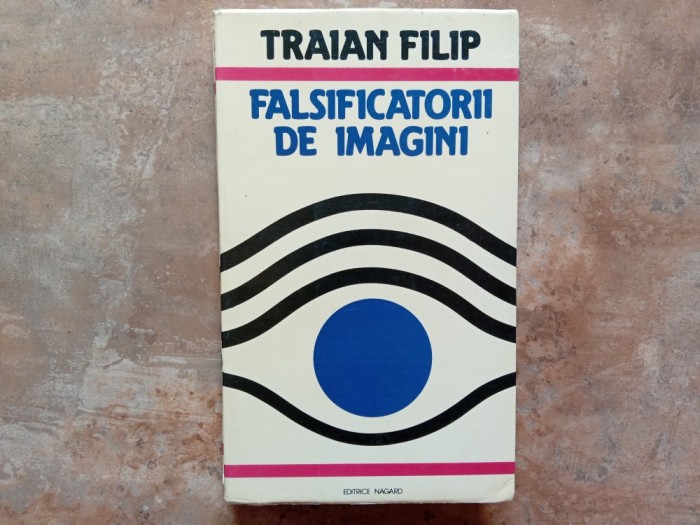 TRAIAN FILIP
FALSIFICATORII
DE IMAGINI
EDITRICE NAGARD